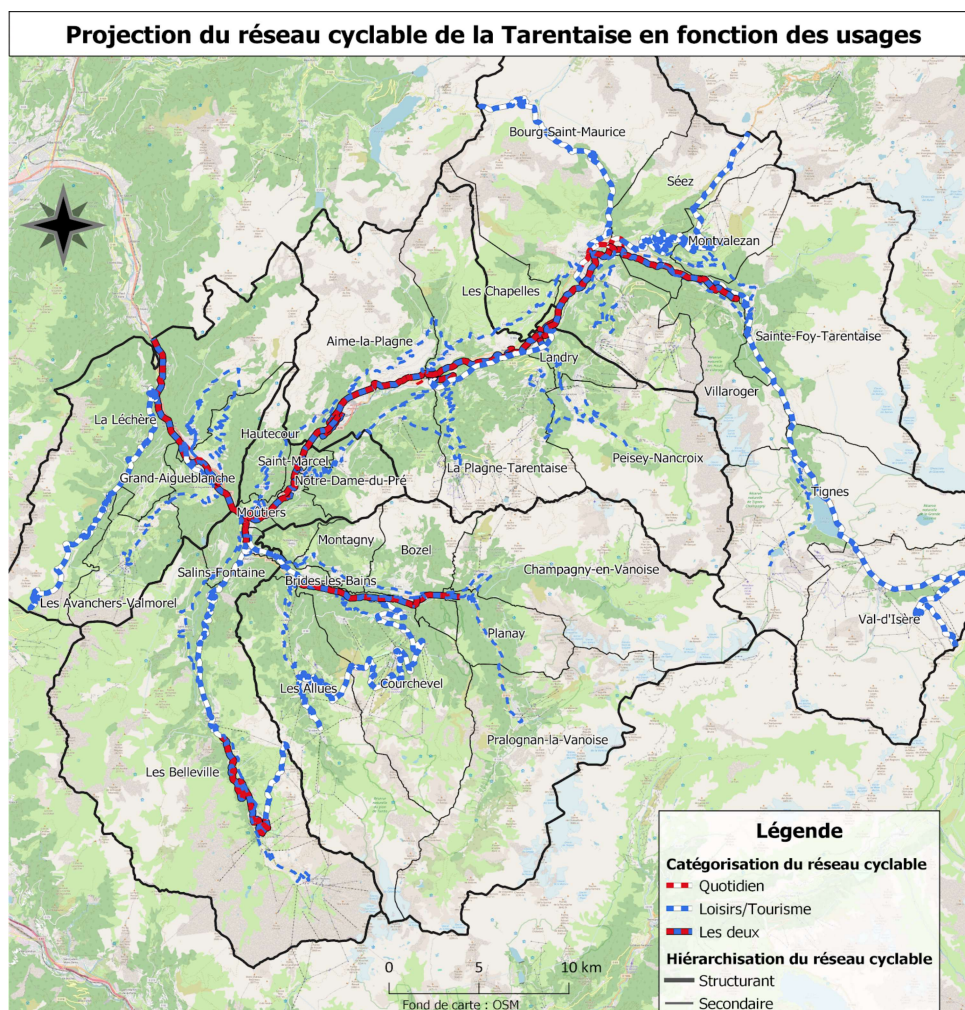 Projection du réseau cyclable de la Tarentaise en fonction des usages
Bourg-Saint-Maurice
Séez
Montvalezan
Les Chapelles
Sainte-Foy-Tarentaise
Aime-la-Plagne
Landry
Villaroger
La Léchère
Hautecour
Saint-Marcel
Peisey-Nancroix
La Plagne-Tarentaise
Grand-Aigueblanche
Notre-Dame-du-Pré
Tignes
Moûtiers
Montagny
Bozel
Champagny-en-Vanoise
Salins-Fontaine
Brides-les-Bains
Les Avanchers-Valmorel
Val-d'Isère
Planay
Les Allues
Courchevel
Pralognan-la-Vanoise
Les Belleville
Légende
Catégorisation du réseau cyclable
Quotidien
Loisirs/Tourisme
Les deux
Hiérarchisation du réseau cyclable
Structurant
Secondaire
0 5 10 km
Fond de carte : OSM